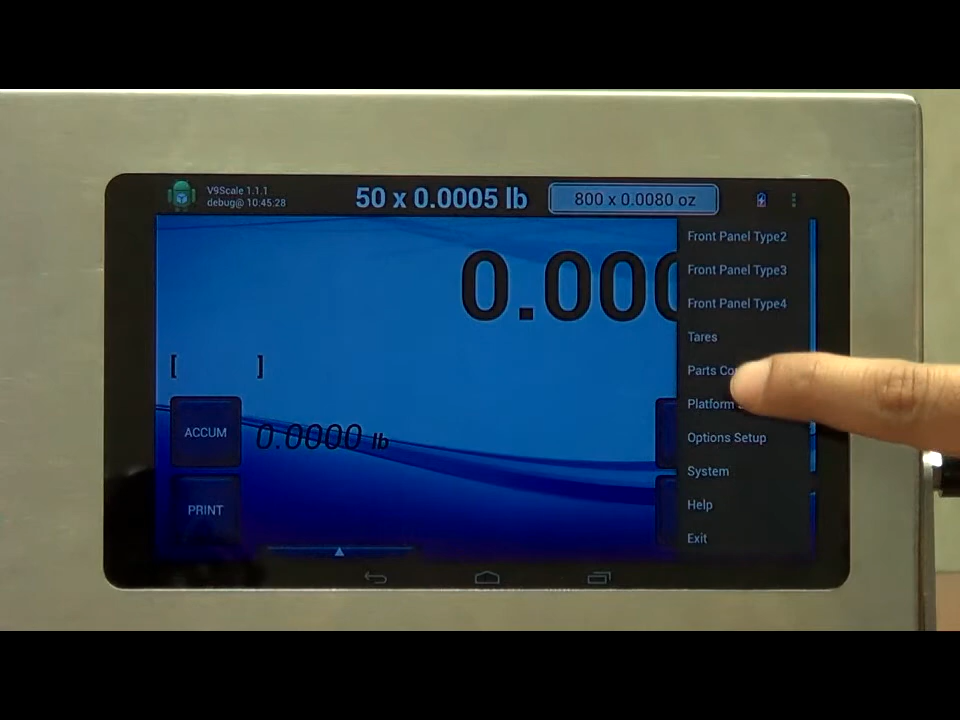 V9Scale 1.1.1
debug@ 10:45:28
50 x 0.0005 lb
800 x 0.0080 oz
0.000
[ ]
ACCUM
0.0000 lb
PRINT
Front Panel Type2
Front Panel Type3
Front Panel Type4
Tares
Parts
Platform
Options Setup
System
Help
Exit